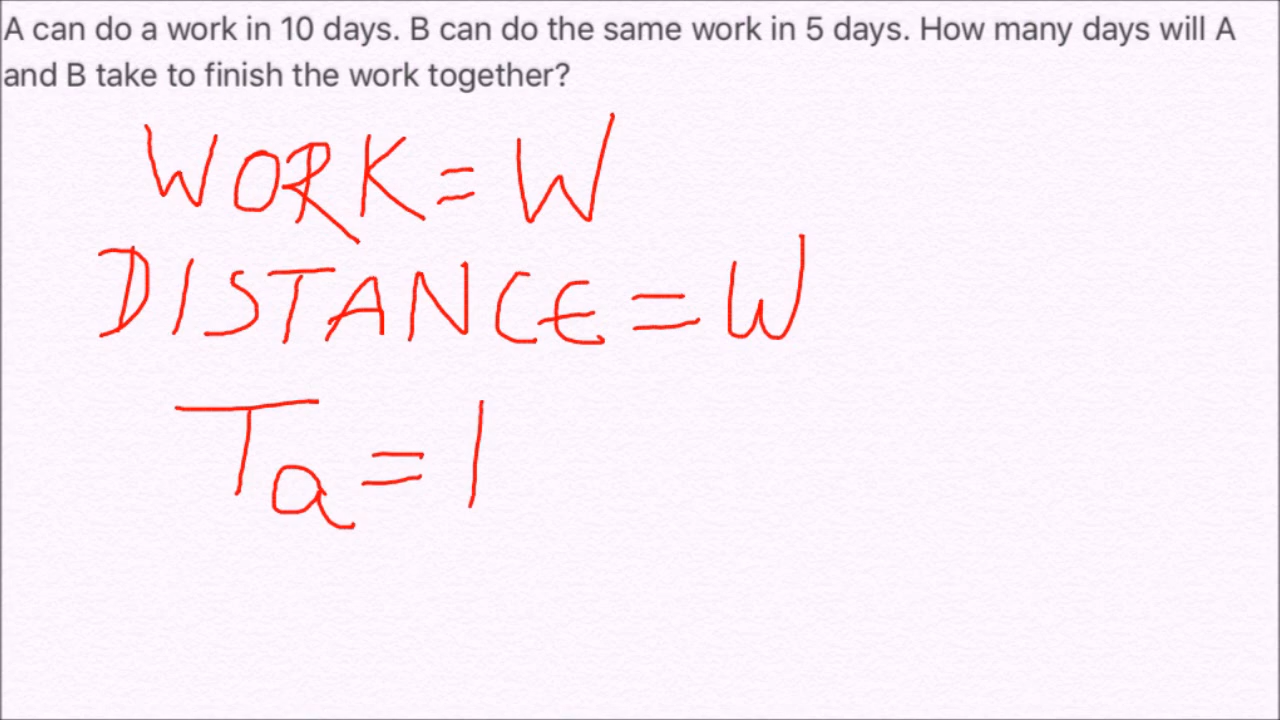 A can do a work in 10 days. B can do the same work in 5 days. How many days will A
and B take to finish the work together?
WORK = W
DISTANCE = W
Ta = 1